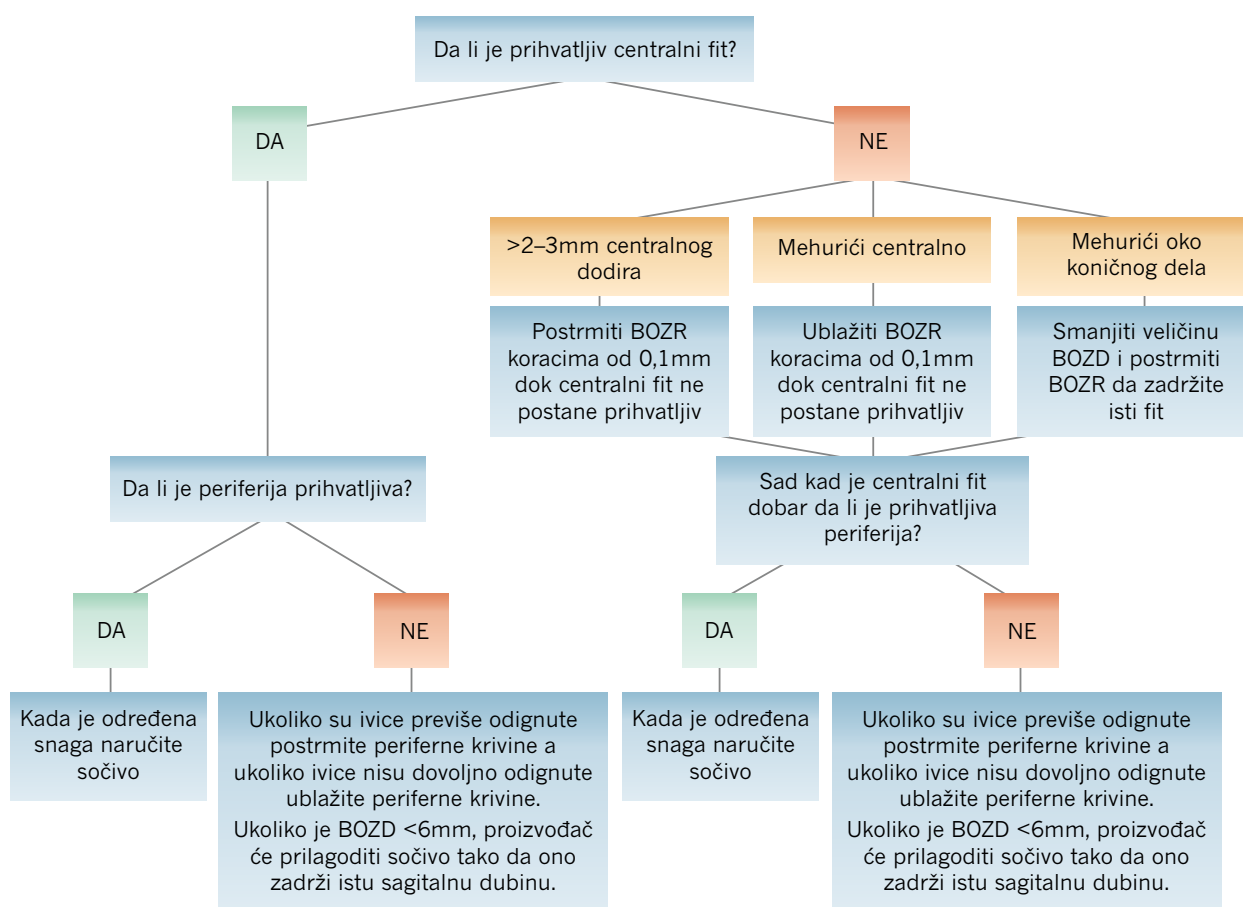 Da li je prihvatljiv centralni fit?
DA
NE
>2–3mm centralnog
dodira
Mehurići centralno
Mehurići oko
koničnog dela
Postrmiti BOZR
koracima od 0,1mm
dok centralni fit ne
postane prihvatljiv
Ublažiti BOZR
koracima od 0,1mm
dok centralni fit ne
postane prihvatljiv
Smanjiti veličinu
BOZD i postrmiti
BOZR da zadržite
isti fit
Da li je periferija prihvatljiva?
Sad kad je centralni fit
dobar da li je prihvatljiva
periferija?
DA
NE
DA
NE
Kada je određena
snaga naručite
sočivo
Ukoliko su ivice previše odignute
postrmite periferne krivine a
ukoliko ivice nisu dovoljno odignute
ublažite periferne krivine.
Ukoliko je BOZD <6mm, proizvođač
će prilagoditi sočivo tako da ono
zadrži istu sagitalnu dubinu.
Kada je određena
snaga naručite
sočivo
Ukoliko su ivice previše odignute
postrmite periferne krivine a
ukoliko ivice nisu dovoljno odignute
ublažite periferne krivine.
Ukoliko je BOZD <6mm, proizvođač
će prilagoditi sočivo tako da ono
zadrži istu sagitalnu dubinu.